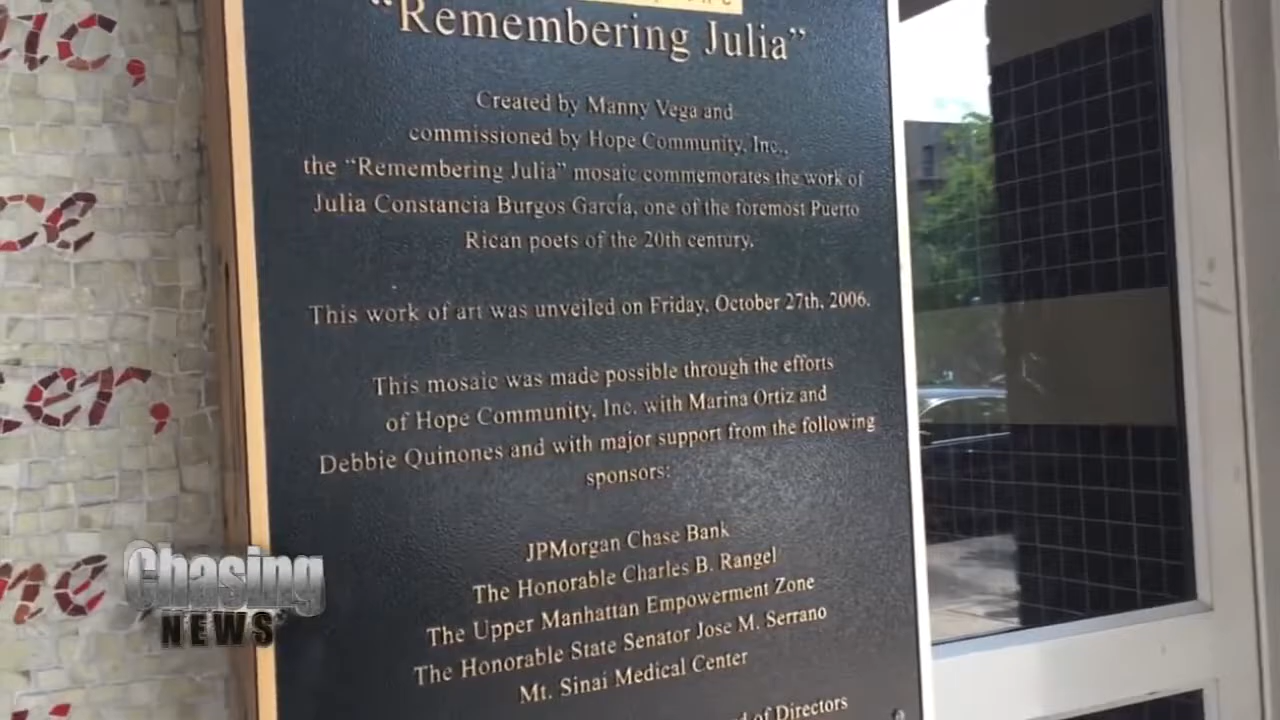 "Remembering Julia"
Created by Manny Vega and
commissioned by Hope Community, Inc.,
the "Remembering Julia" mosaic commemorates the work of
Julia Constancia Burgos García, one of the foremost Puerto
Rican poets of the 20th century.
This work of art was unveiled on Friday, October 27th, 2006.
This mosaic was made possible through the efforts
of Hope Community, Inc. with Marina Ortiz and
Debbie Quinones and with major support from the following
sponsors:
JPMorgan Chase Bank
The Honorable Charles B. Rangel
The Upper Manhattan Empowerment Zone
The Honorable State Senator Jose M. Serrano
Mt. Sinai Medical Center
of Directors
Chasing
NEWS